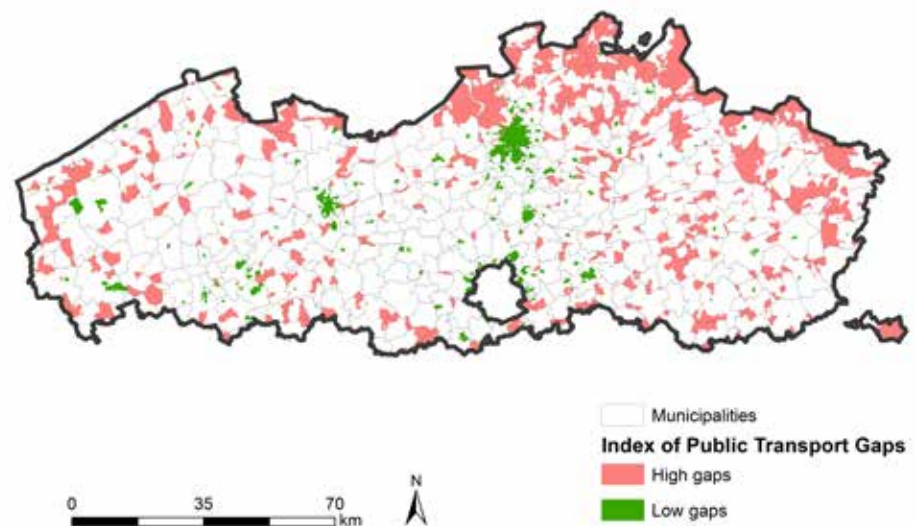 Municipalities
Index of Public Transport Gaps
High gaps
Low gaps
N
0 35 70
km